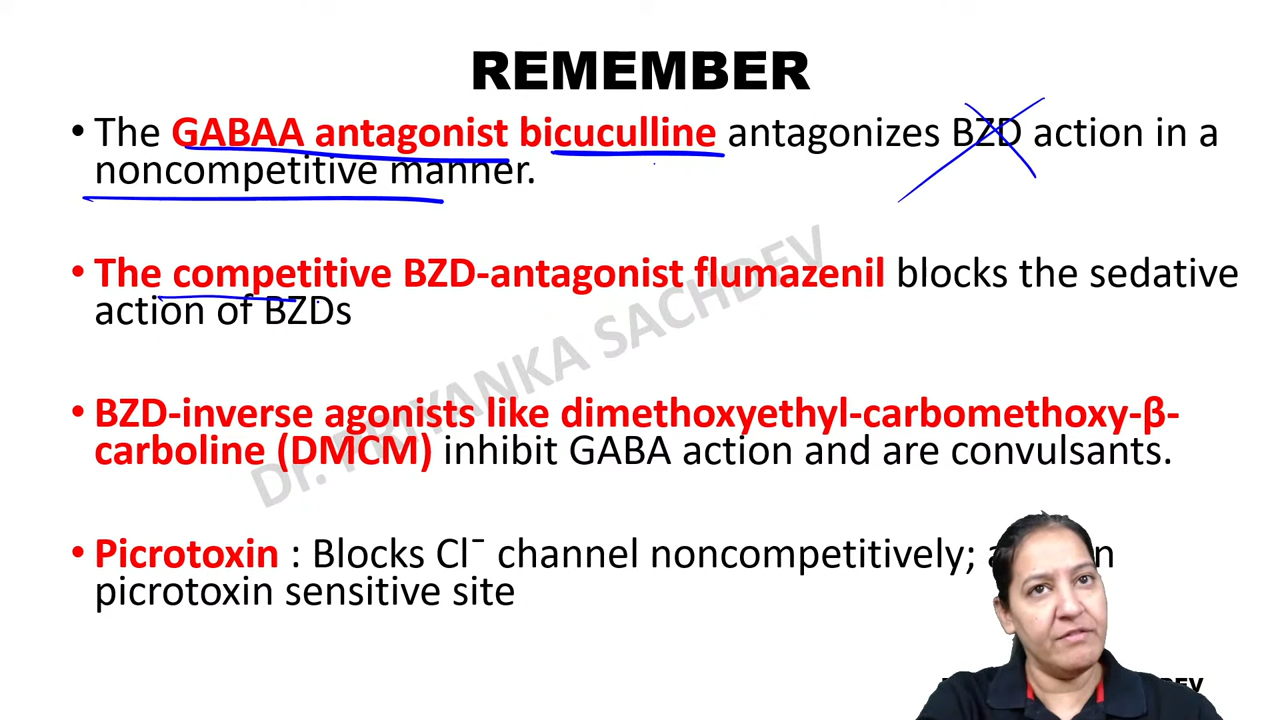 REMEMBER
• The GABAA antagonist bicuculline antagonizes BZD action in a
noncompetitive manner.
• The competitive BZD-antagonist flumazenil blocks the sedative
action of BZDs
• BZD-inverse agonists like dimethoxyethyl-carbomethoxy-β-
carboline (DMCM) inhibit GABA action and are convulsants.
• Picrotoxin : Blocks Cl⁻ channel noncompetitively;
picrotoxin sensitive site
Dr. PRIYANKA SACHDEV